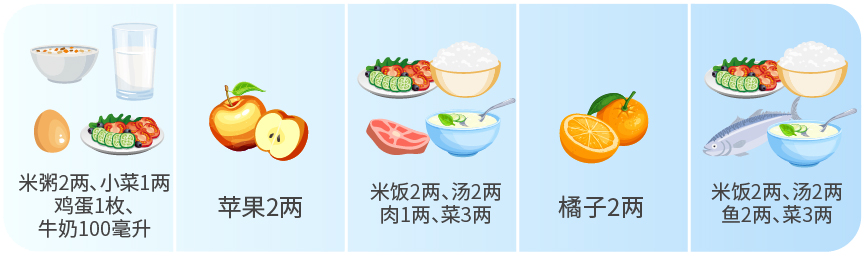 米粥2两、小菜1两
鸡蛋1枚、
牛奶100毫升
苹果2两
米饭2两、汤2两
肉1两、菜3两
橘子2两
米饭2两、汤2两
鱼2两、菜3两